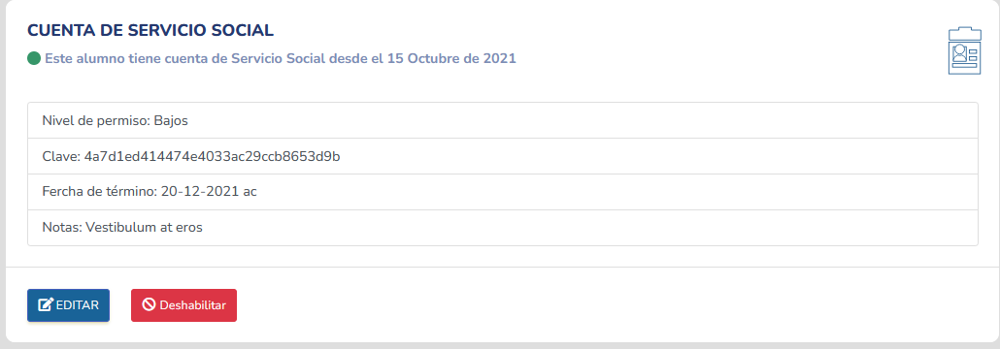 CUENTA DE SERVICIO SOCIAL
Este alumno tiene cuenta de Servicio Social desde el 15 Octubre de 2021
Nivel de permiso: Bajos
Clave: 4a7d1ed414474e4033ac29ccb8653d9b
Fercha de término: 20-12-2021 ac
Notas: Vestibulum at eros
EDITAR
Deshabilitar